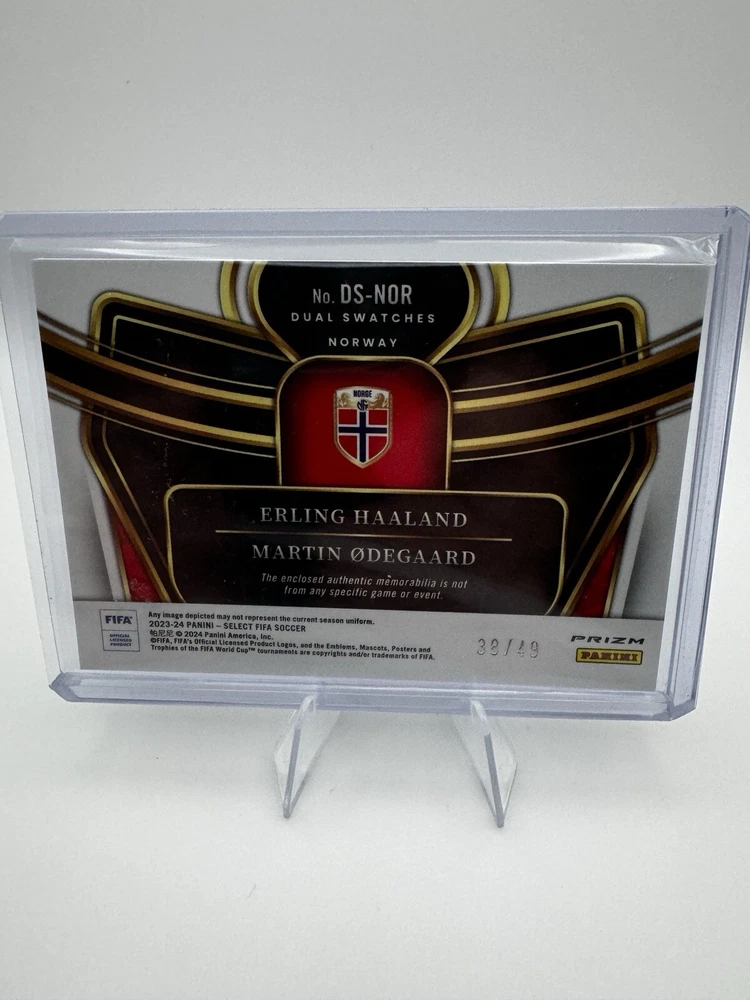 No. DS-NOR
DUAL SWATCHES
NORWAY
NORGE
ERLING HAALAND
MARTIN ØDEGAARD
The enclosed authentic memorabilia is not
from any specific game or event.
FIFA
OFFICIAL
LICENSED
PRODUCT
Any image depicted may not represent the current season uniform.
2023-24 PANINI – SELECT FIFA SOCCER
帕尼尼 © 2024 Panini America, Inc.
©FIFA, FIFA's Official Licensed Product Logos, and the Emblems, Mascots, Posters and
Trophies of the FIFA World Cup™ tournaments are copyrights and/or trademarks of FIFA.
38/49
PRIZM
PANINI